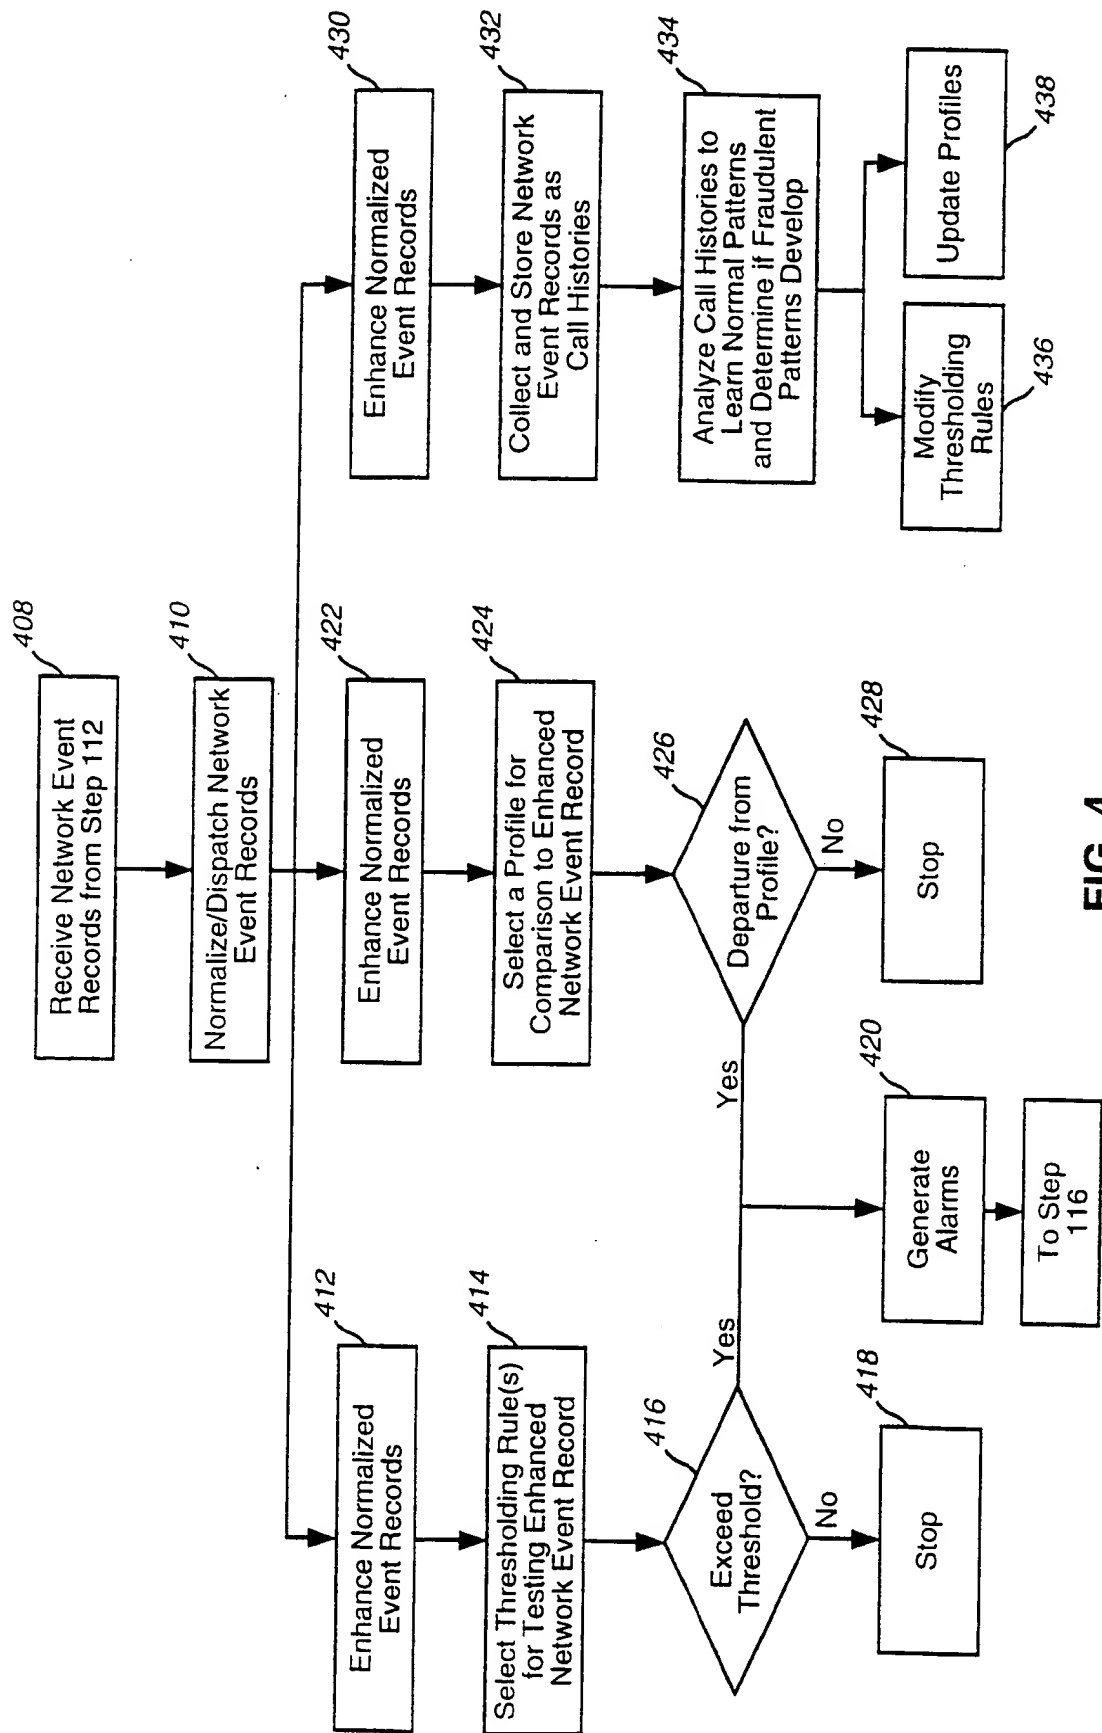 408
Receive Network Event
Records from Step 112
410
Normalize/Dispatch Network
Event Records
412
Enhance Normalized
Event Records
414
Select Thresholding Rule(s)
for Testing Enhanced
Network Event Record
416
Exceed
Threshold?
Yes
No
418
Stop
422
Enhance Normalized
Event Records
424
Select a Profile for
Comparison to Enhanced
Network Event Record
426
Departure from
Profile?
Yes
No
428
Stop
420
Generate
Alarms
To Step
116
430
Enhance Normalized
Event Records
432
Collect and Store Network
Event Records as
Call Histories
434
Analyze Call Histories to
Learn Normal Patterns
and Determine if Fraudulent
Patterns Develop
Modify
Thresholding
Rules
436
Update Profiles
438
FIG. 4